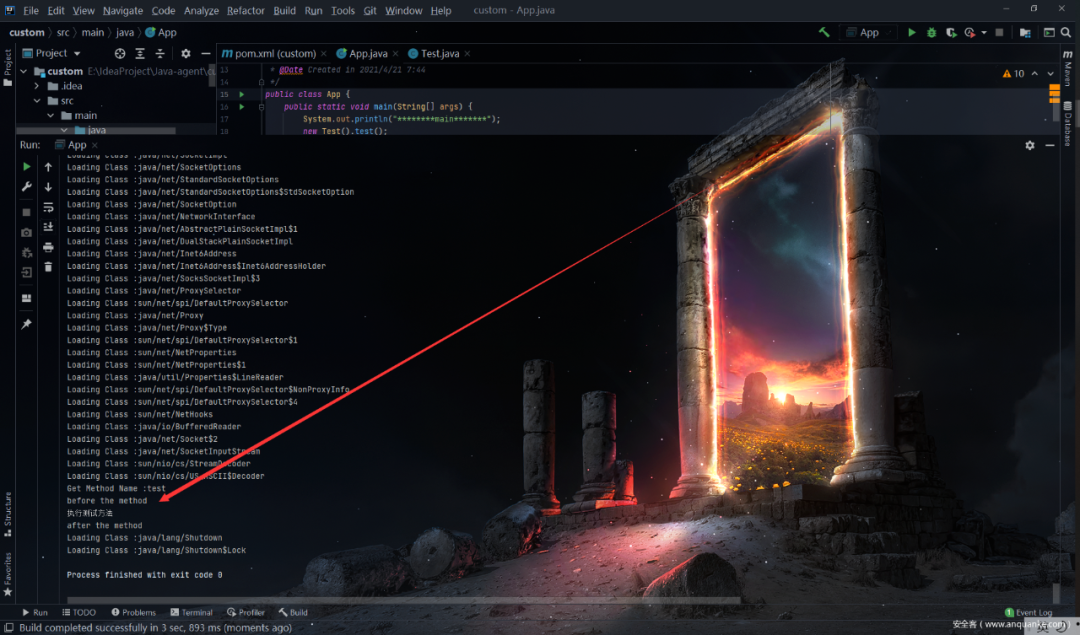 File Edit View Navigate Code Analyze Refactor Build Run Tools Git Window Help custom - App.java
custom src main java App
App
Project
pom.xml (custom) App.java Test.java
custom E:\IdeaProject\Java-agent\cu
.idea
src
main
java
13 * @Date Created in 2021/4/21 7:44
14 */
15 public class App {
16 public static void main(String[] args) {
17 System.out.println("********main*******");
18 new Test().test();
10
Project
Maven
Database
Run: App
Loading Class :java/net/SocketImpl
Loading Class :java/net/SocketOptions
Loading Class :java/net/StandardSocketOptions
Loading Class :java/net/StandardSocketOptions$StdSocketOption
Loading Class :java/net/SocketOption
Loading Class :java/net/NetworkInterface
Loading Class :java/net/AbstractPlainSocketImpl$1
Loading Class :java/net/DualStackPlainSocketImpl
Loading Class :java/net/Inet6Address
Loading Class :java/net/Inet6Address$Inet6AddressHolder
Loading Class :java/net/SocksSocketImpl$3
Loading Class :java/net/ProxySelector
Loading Class :sun/net/spi/DefaultProxySelector
Loading Class :java/net/Proxy
Loading Class :java/net/Proxy$Type
Loading Class :sun/net/spi/DefaultProxySelector$1
Loading Class :sun/net/NetProperties
Loading Class :sun/net/NetProperties$1
Loading Class :java/util/Properties$LineReader
Loading Class :sun/net/spi/DefaultProxySelector$NonProxyInfo
Loading Class :sun/net/spi/DefaultProxySelector$4
Loading Class :sun/net/NetHooks
Loading Class :java/io/BufferedReader
Loading Class :java/net/Socket$2
Loading Class :java/net/SocketInputStream
Loading Class :sun/nio/cs/StreamDecoder
Loading Class :sun/nio/cs/US_ASCII$Decoder
Get Method Name :test
before the method
执行测试方法
after the method
Loading Class :java/lang/Shutdown
Loading Class :java/lang/Shutdown$Lock
Process finished with exit code 0
Structure
Favorites
Run TODO Problems Terminal Profiler Build
1 Event Log
Build completed successfully in 3 sec, 893 ms (moments ago)
安全客（www.anquanke.com）